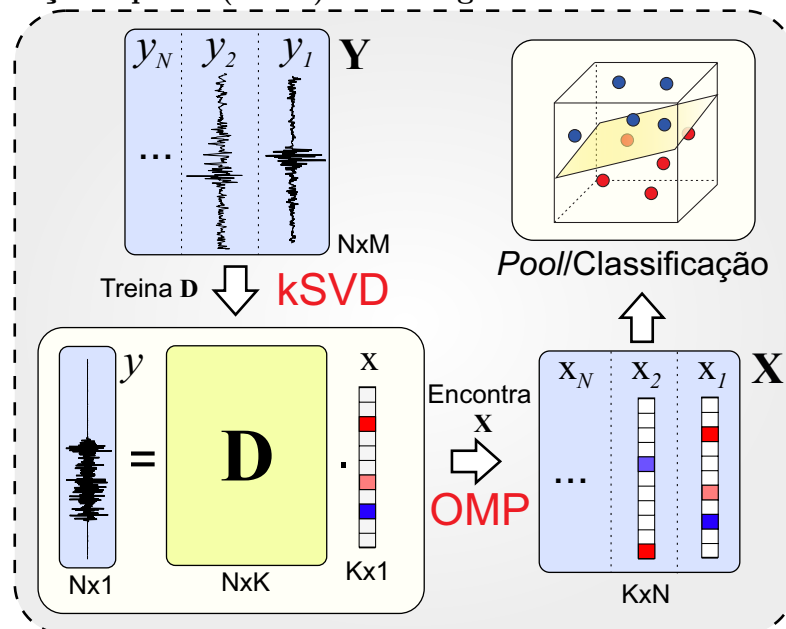 y_N y_2 y_1 Y
...
NxM
Treina D kSVD
Pool/Classificação
y = D . x
Nx1 NxK Kx1
Encontra
X
OMP
x_N x_2 x_1 X
...
KxN